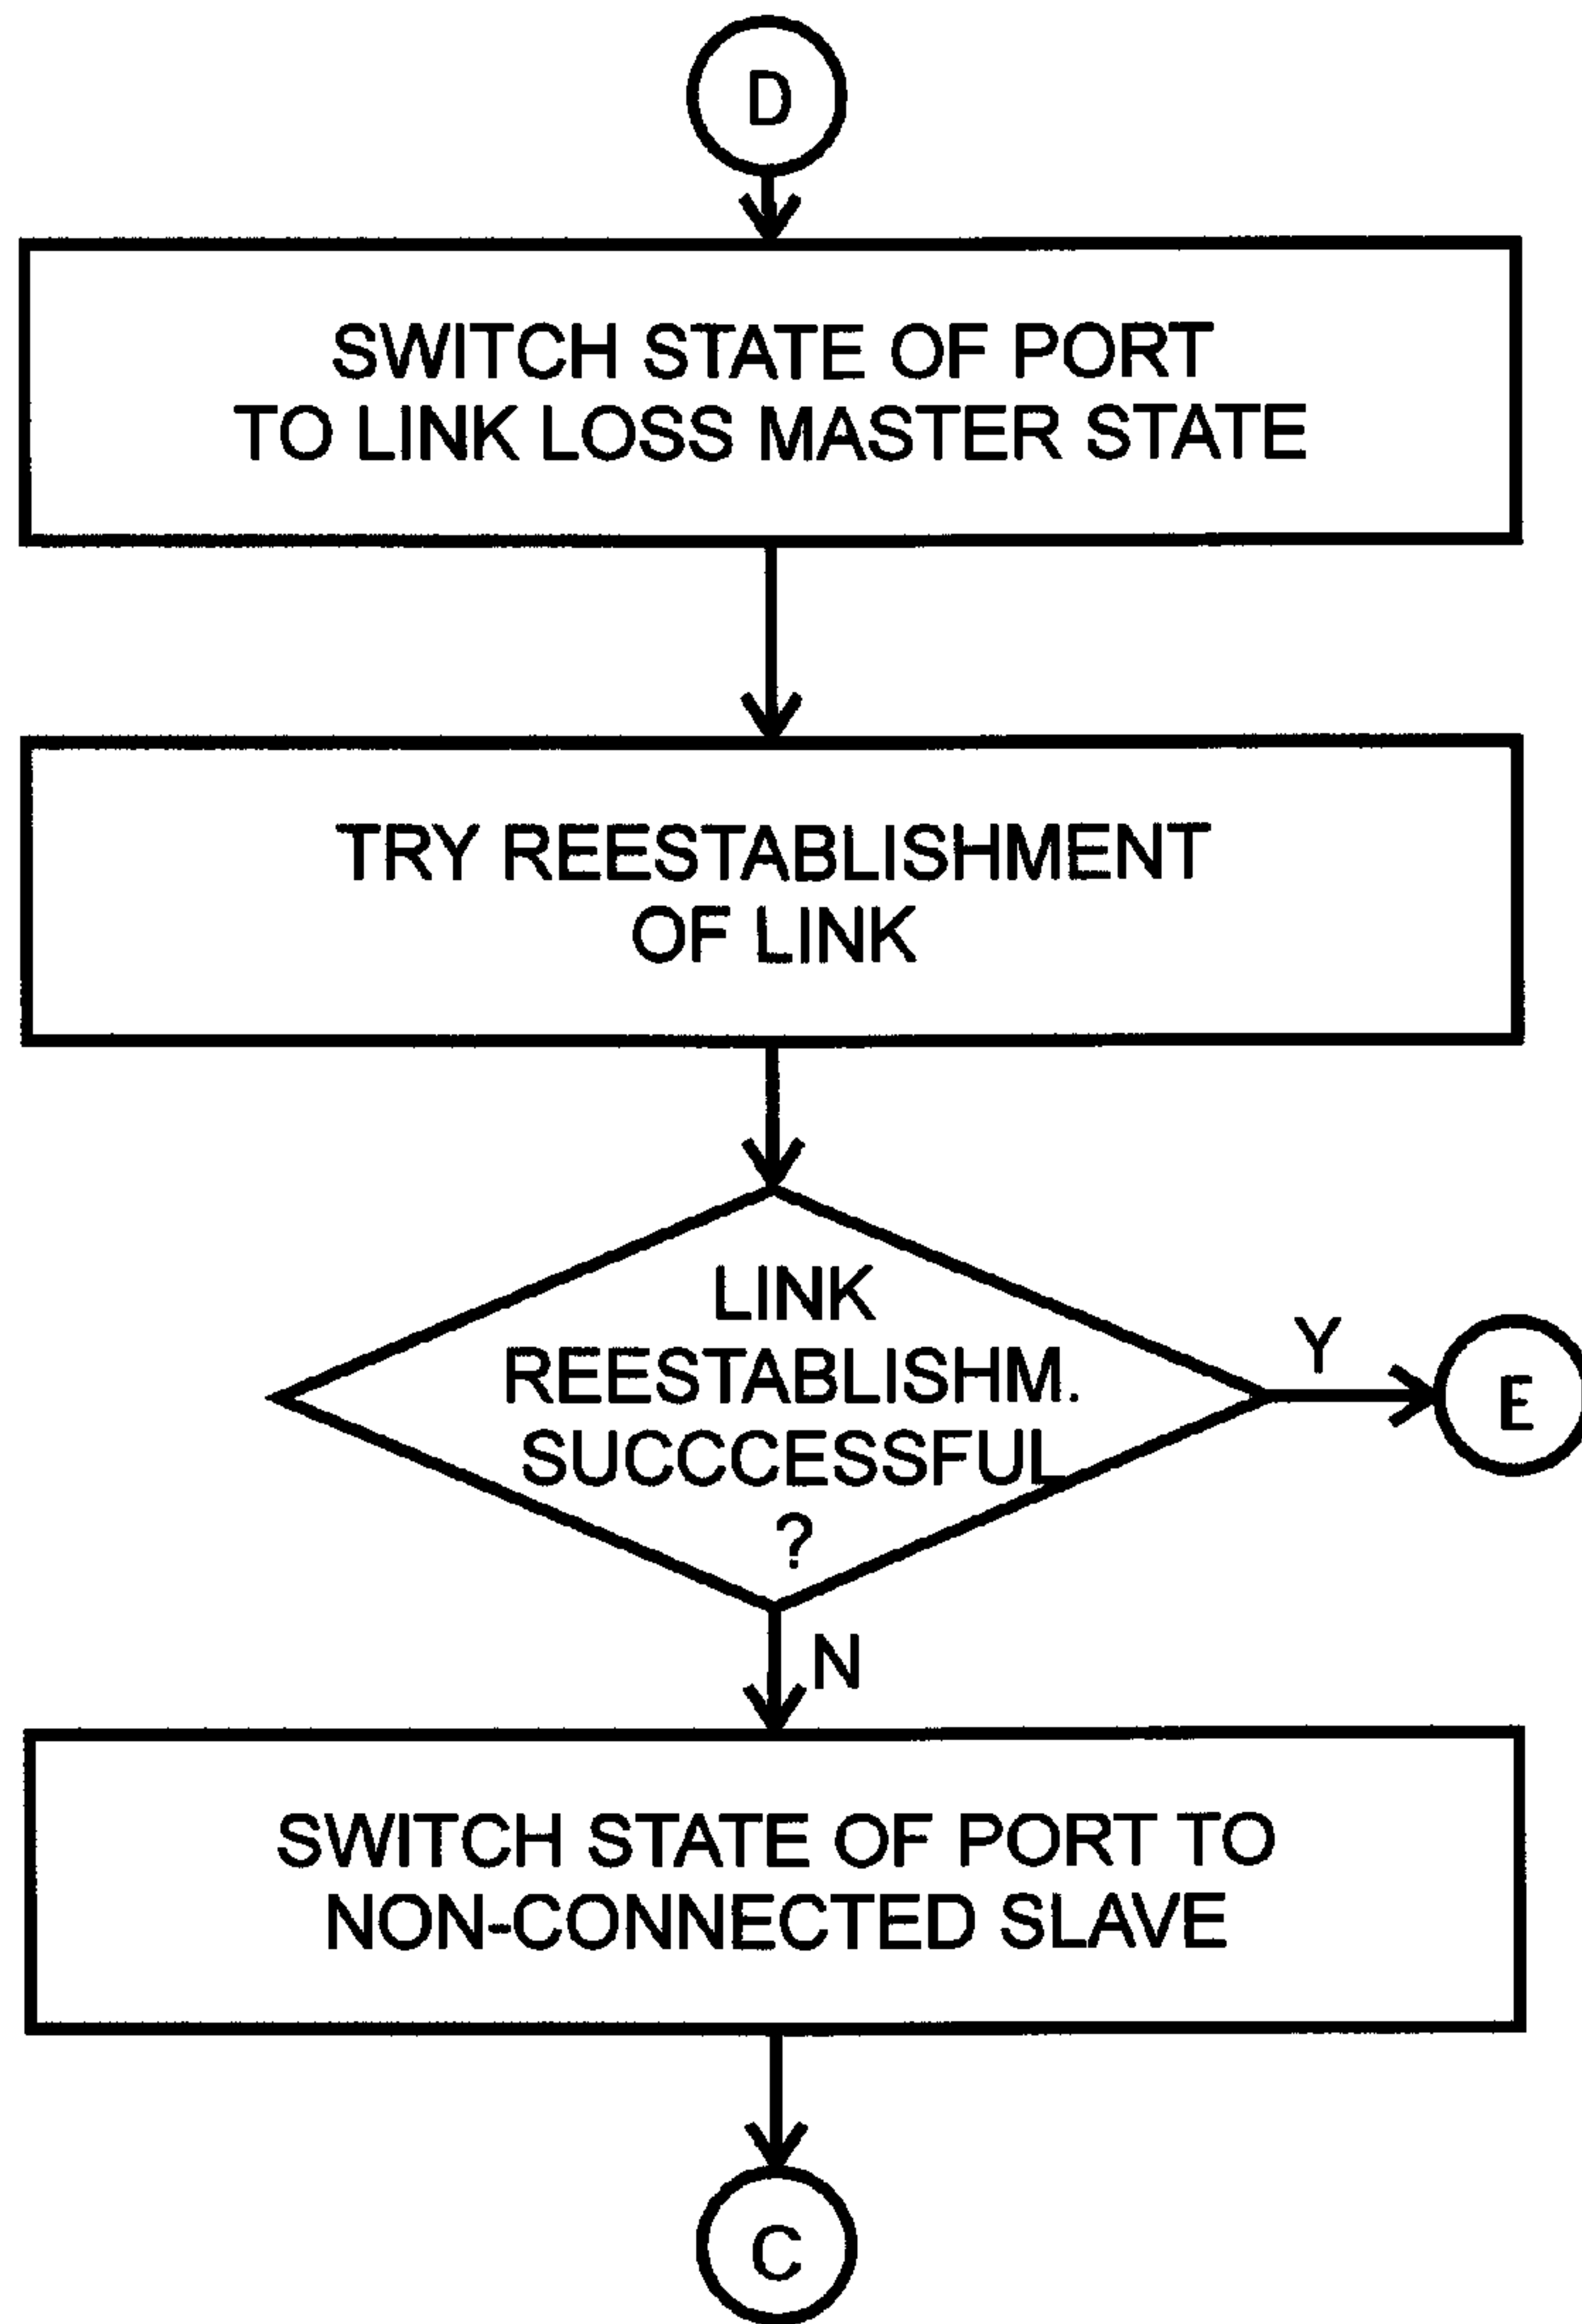 D
SWITCH STATE OF PORT
TO LINK LOSS MASTER STATE
TRY REESTABLISHMENT
OF LINK
LINK
REESTABLISHM.
SUCCCESSFUL
?
Y
E
N
SWITCH STATE OF PORT TO
NON-CONNECTED SLAVE
C